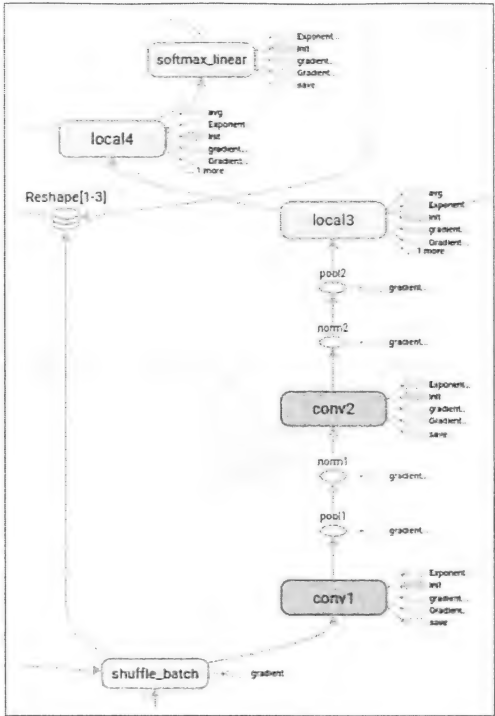 Exponent..
init
softmax_linear
gradient..
Gradient..
save
avg
Exponent
init
local4
gradient..
Gradient..
1 more
Reshape[1-3]
avg
Exponent
init
local3
gradient.
Gradient..
1 more
pool2
gradient..
norm2
gradient..
Exponent..
init
conv2
gradient..
Gradient..
save
norm1
gradient..
pool1
gradient..
Exponent
init
conv1
gradient..
Gradient..
save
shuffle_batch
gradient